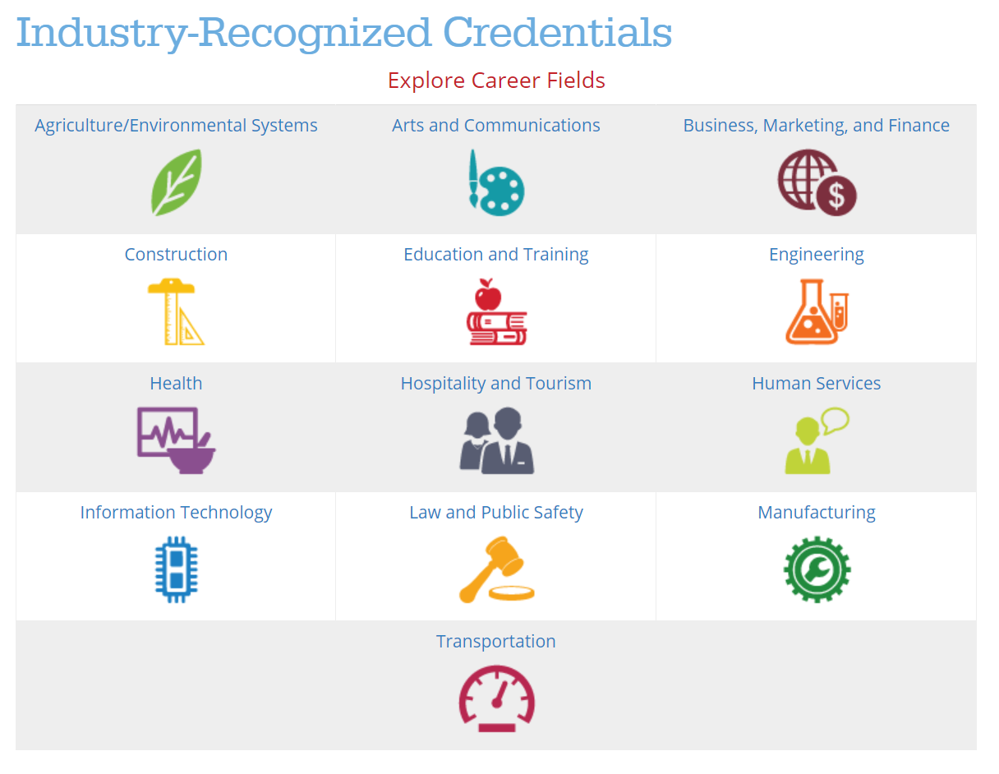 Industry-Recognized Credentials
Explore Career Fields
Agriculture/Environmental Systems
Arts and Communications
Business, Marketing, and Finance
$
Construction
Education and Training
Engineering
Health
Hospitality and Tourism
Human Services
Information Technology
Law and Public Safety
Manufacturing
Transportation